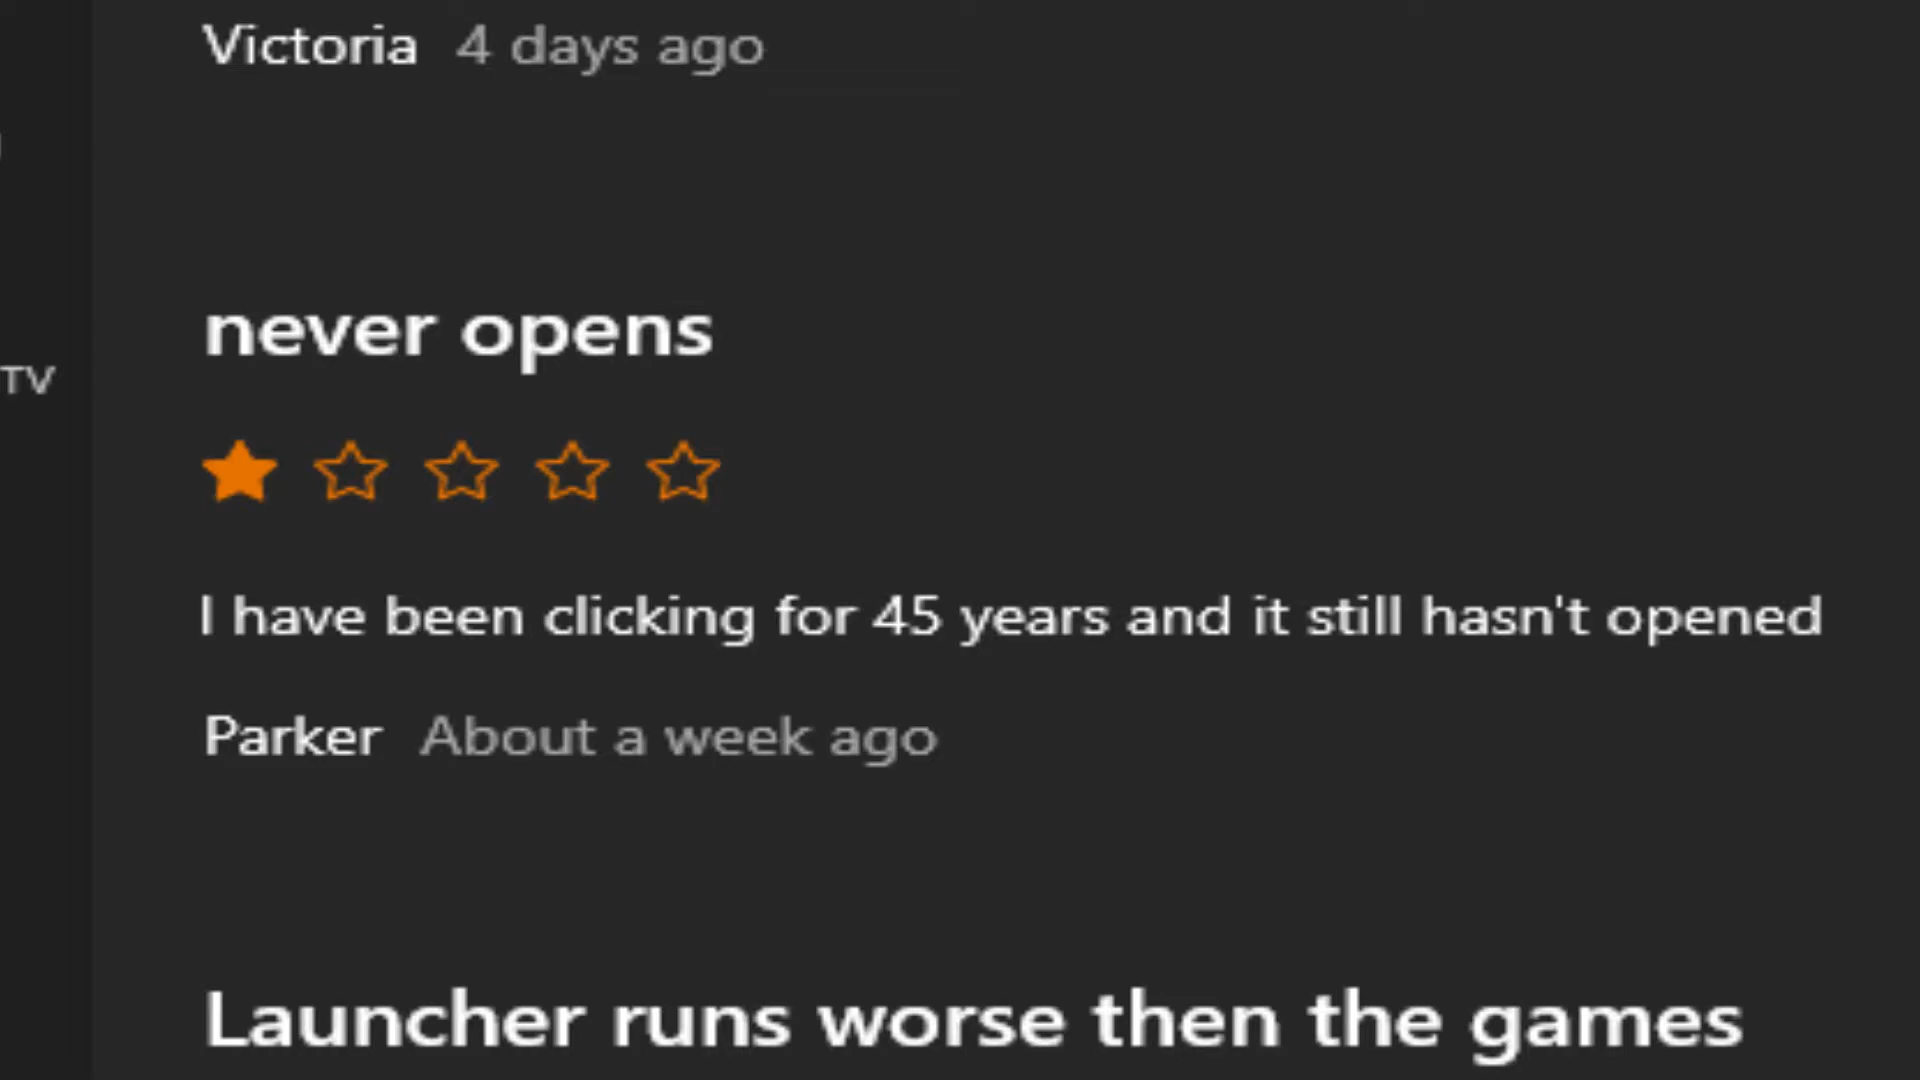 Victoria 4 days ago
TV
never opens
I have been clicking for 45 years and it still hasn't opened
Parker About a week ago
Launcher runs worse then the games